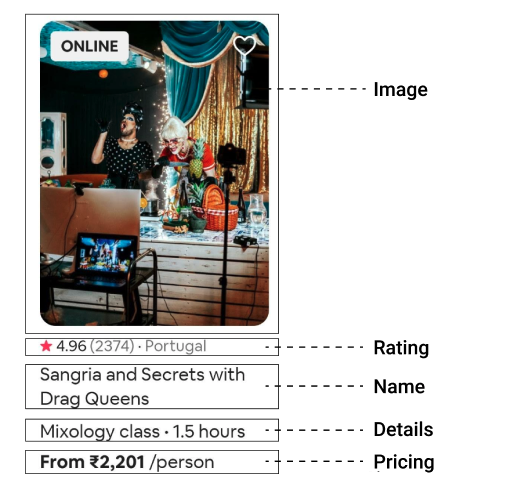 ONLINE
Image
★ 4.96 (2374) · Portugal
Rating
Sangria and Secrets with
Drag Queens
Name
Mixology class · 1.5 hours
Details
From ₹2,201 /person
Pricing